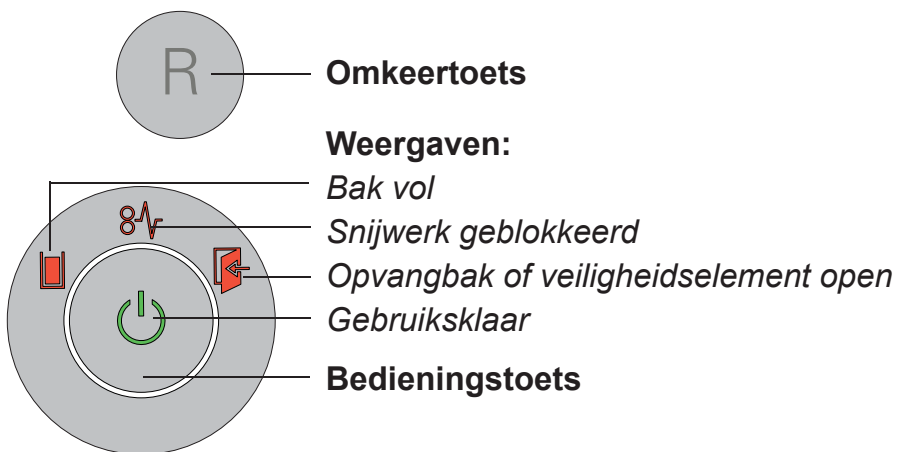 R
Omkeertoets
Weergaven:
Bak vol
Snijwerk geblokkeerd
Opvangbak of veiligheidselement open
Gebruiksklaar
Bedieningstoets